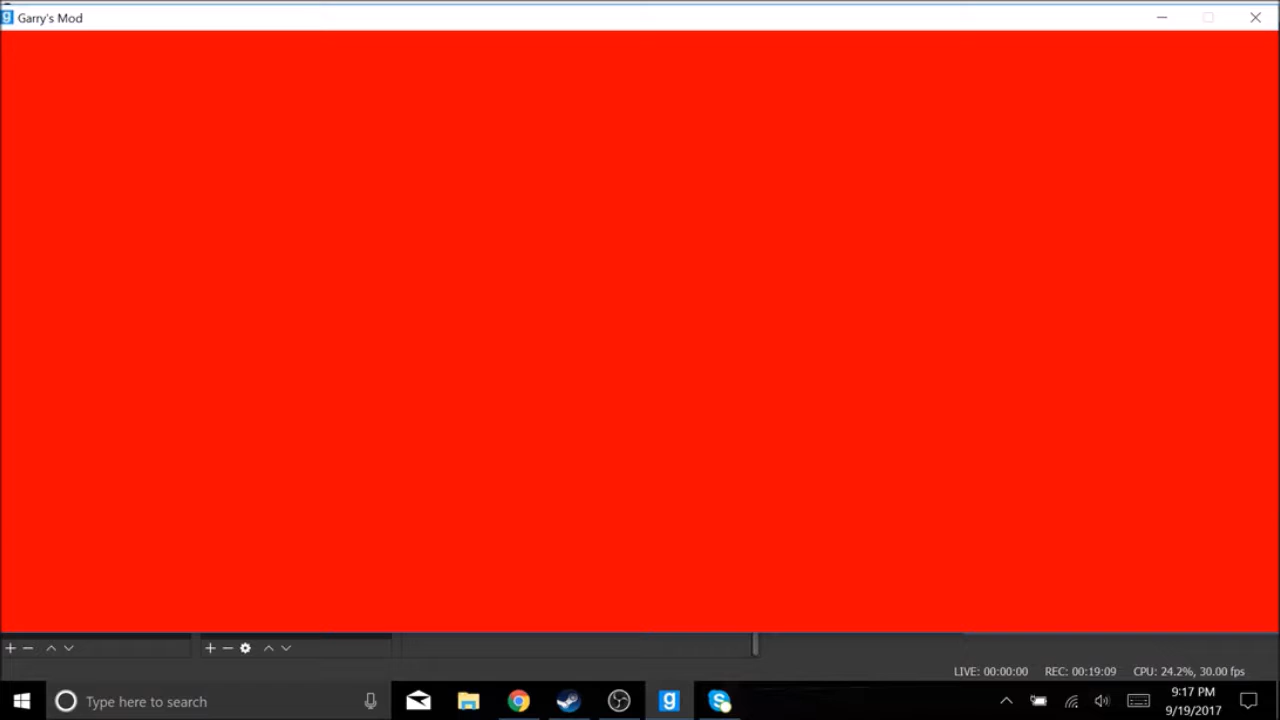 Garry's Mod
LIVE: 00:00:00 REC: 00:19:09 CPU: 24.2%, 30.00 fps
Type here to search
9:17 PM
9/19/2017